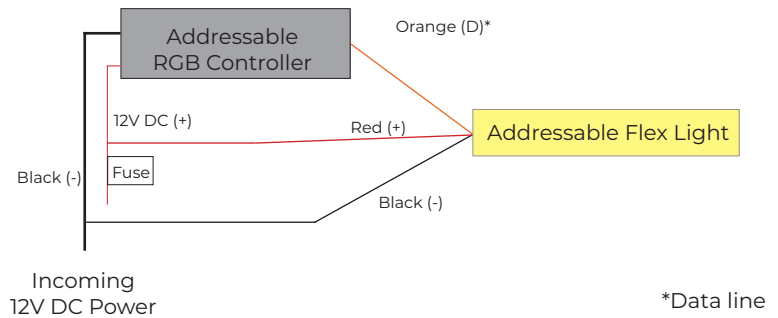 Addressable
RGB Controller
Orange (D)*
12V DC (+)
Red (+)
Addressable Flex Light
Fuse
Black (-)
Black (-)
Incoming
12V DC Power
*Data line